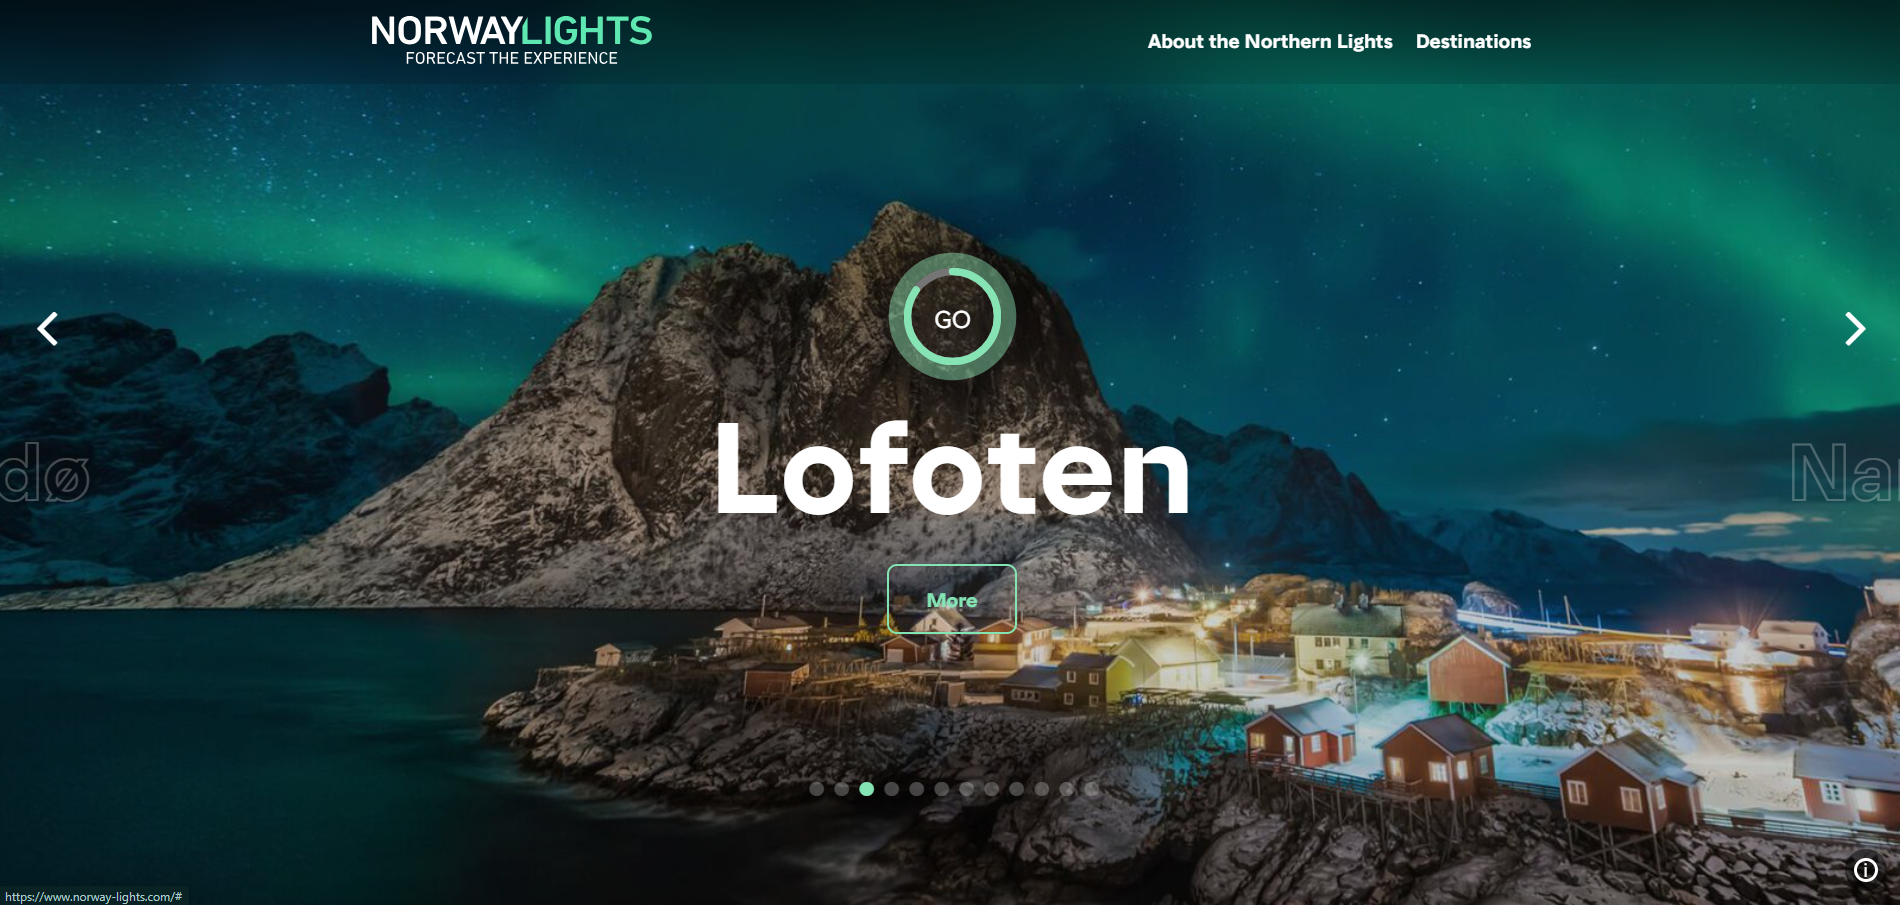 NORWAYLIGHTS
FORECAST THE EXPERIENCE
About the Northern Lights
Destinations
GO
Lofoten
dø
Na
More
https://www.norway-lights.com/#